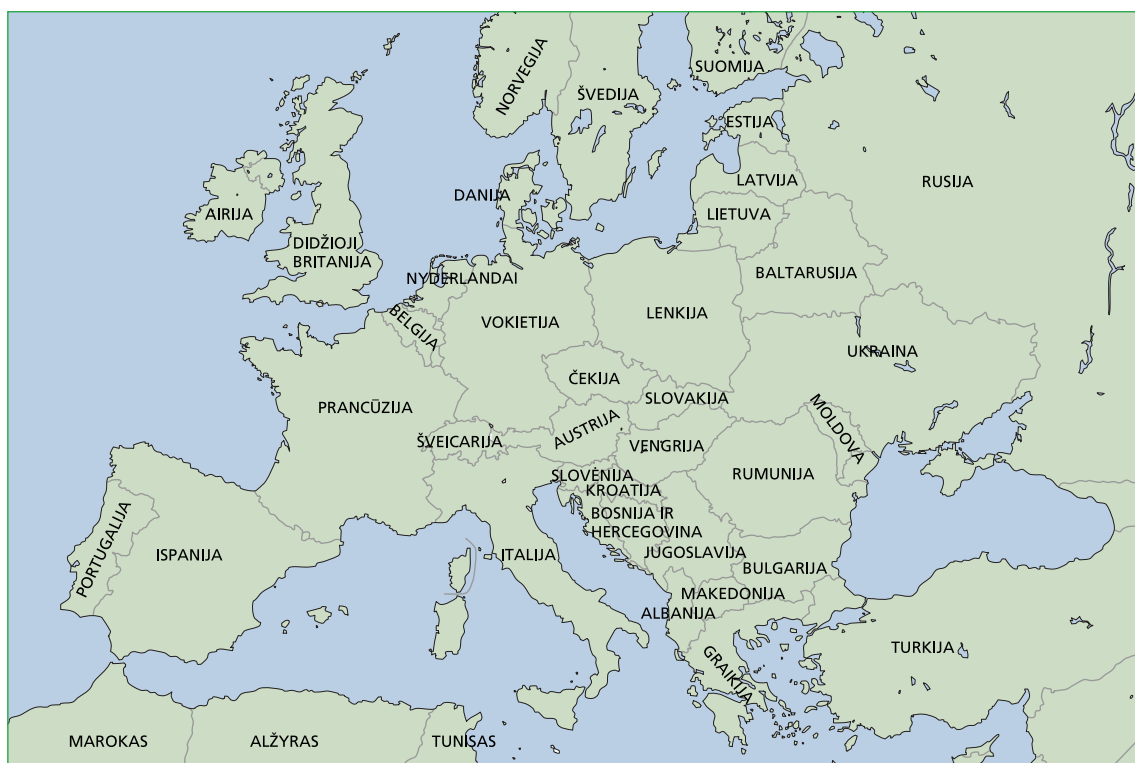 NORVEGIJA
SUOMIJA
ŠVEDIJA
ESTIJA
LATVIJA
RUSIJA
DANIJA
AIRIJA
LIETUVA
DIDŽIOJI
BRITANIJA
BALTARUSIJA
NYDERLANDAI
BELGIJA
VOKIETIJA
LENKIJA
UKRAINA
ČEKIJA
SLOVAKIJA
PRANCŪZIJA
MOLDOVA
AUSTRIJA
ŠVEICARIJA
VENGRIJA
RUMUNIJA
SLOVĖNIJA
KROATIJA
BOSNIJA IR
HERCEGOVINA
PORTUGALIJA
ISPANIJA
ITALIJA
JUGOSLAVIJA
BULGARIJA
MAKEDONIJA
ALBANIJA
GRAIKIJA
TURKIJA
MAROKAS
ALŽYRAS
TUNISAS